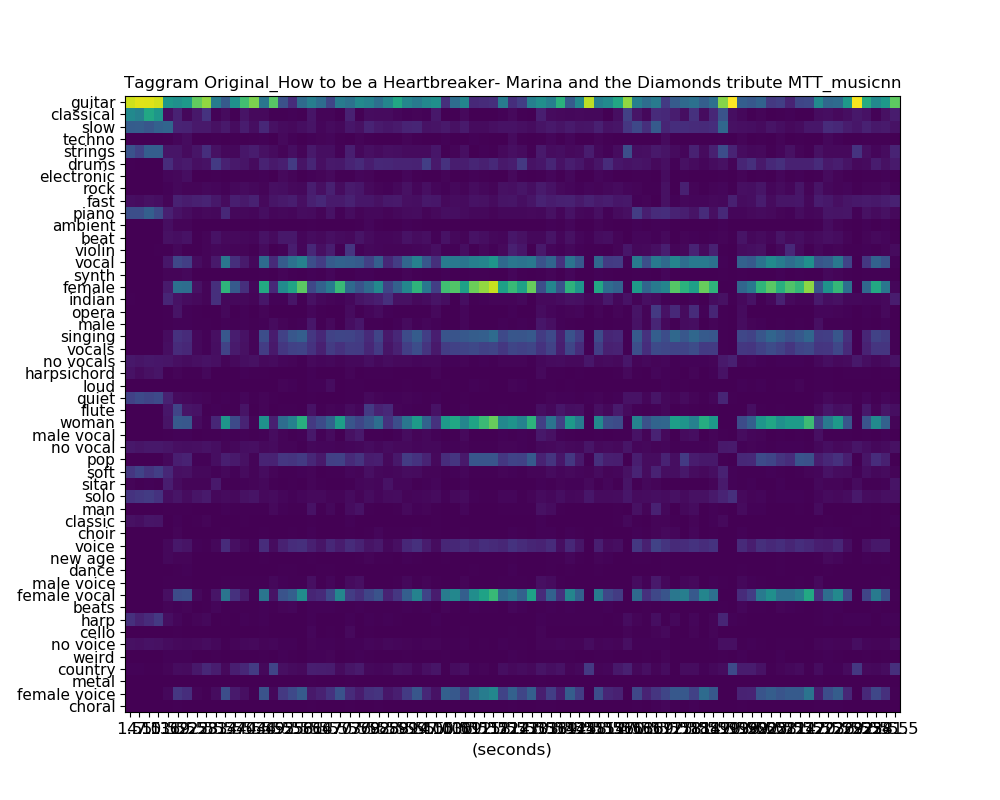 Taggram Original_How to be a Heartbreaker- Marina and the Diamonds tribute MTT_musicnn
guitar
classical
slow
techno
strings
drums
electronic
rock
fast
piano
ambient
beat
violin
vocal
synth
female
indian
opera
male
singing
vocals
no vocals
harpsichord
loud
quiet
flute
woman
male vocal
no vocal
pop
soft
sitar
solo
man
classic
choir
voice
new age
dance
male voice
female vocal
beats
harp
cello
no voice
weird
country
metal
female voice
choral
(seconds)